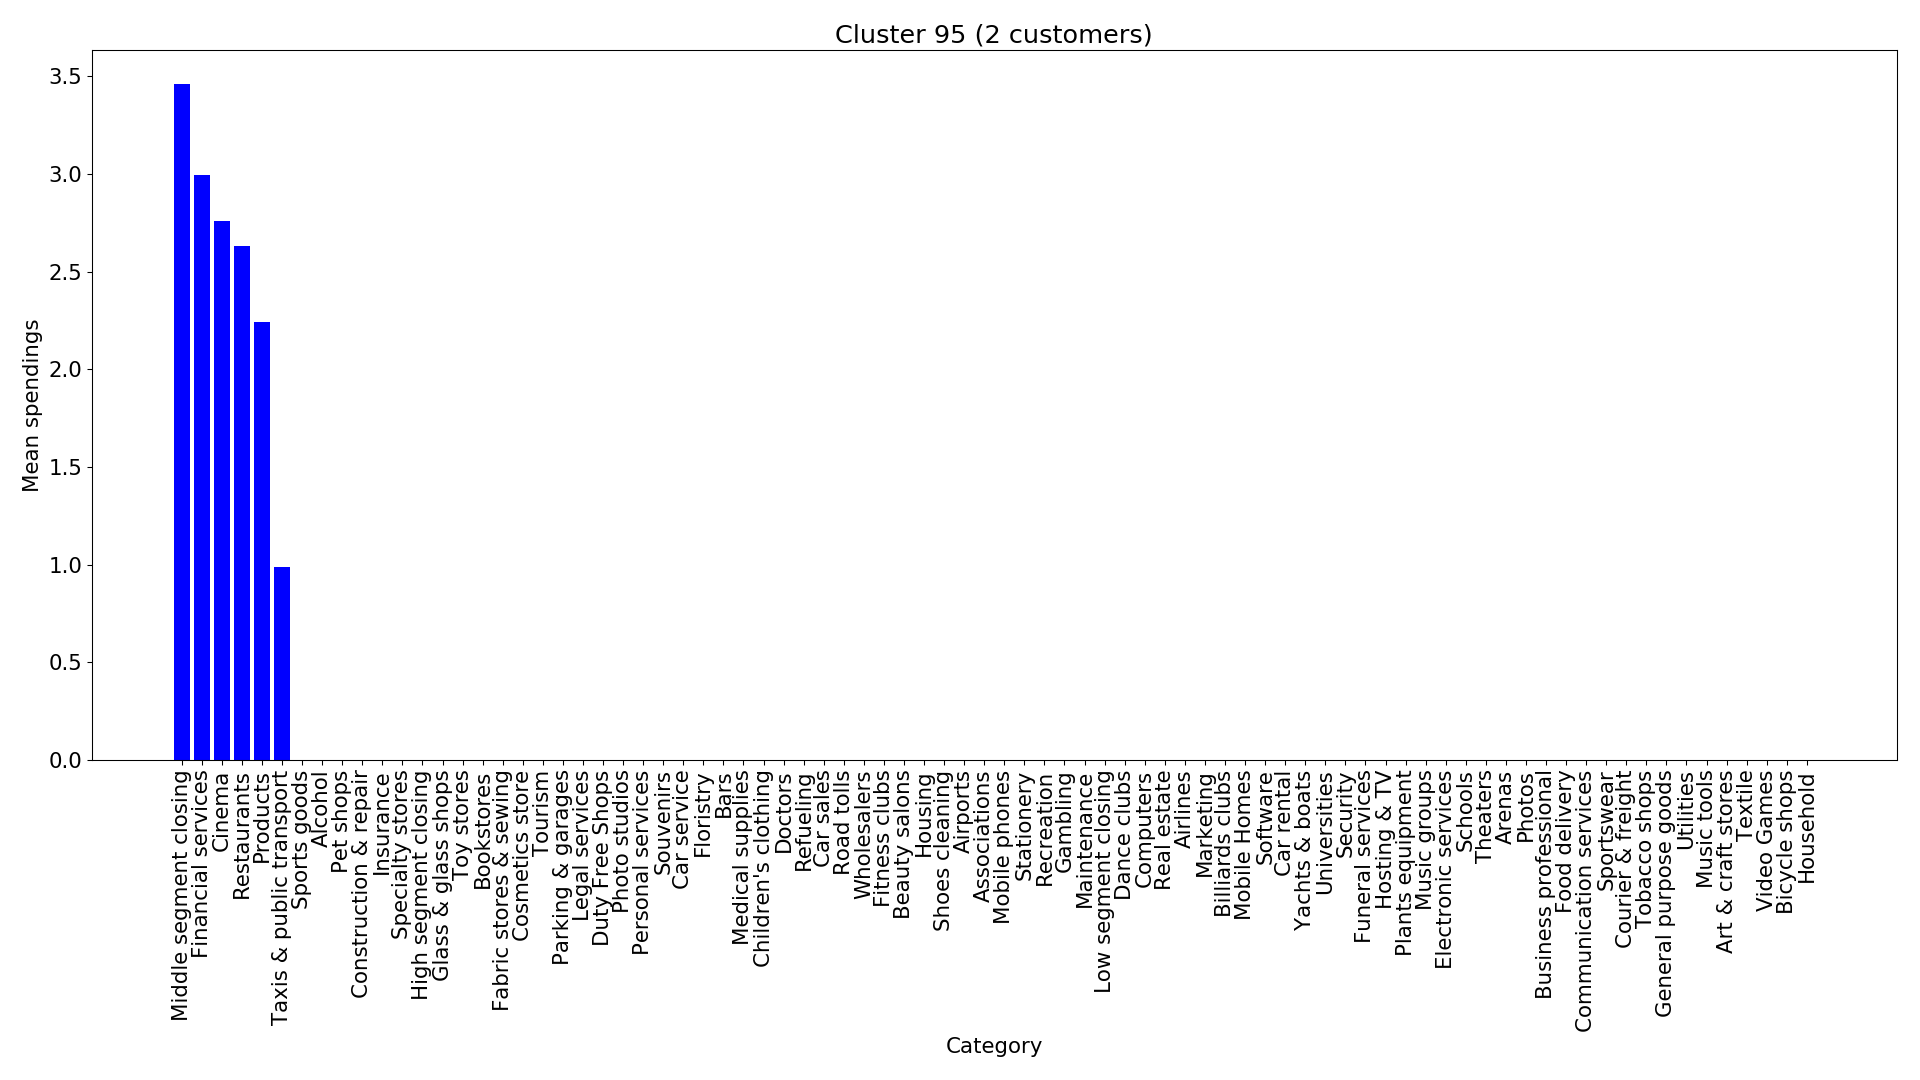 Cluster 95 (2 customers)
3.5
3.0
2.5
2.0
1.5
1.0
0.5
0.0
Mean spendings
Middle segment closing
Financial services
Cinema
Restaurants
Products
Taxis & public transport
Sports goods
Alcohol
Pet shops
Construction & repair
Insurance
Specialty stores
High segment closing
Glass & glass shops
Toy stores
Bookstores
Fabric stores & sewing
Cosmetics store
Tourism
Parking & garages
Legal services
Duty Free Shops
Photo studios
Personal services
Souvenirs
Car service
Floristry
Bars
Medical supplies
Children's clothing
Doctors
Refueling
Car sales
Road tolls
Wholesalers
Fitness clubs
Beauty salons
Housing
Shoes cleaning
Airports
Associations
Mobile phones
Stationery
Recreation
Gambling
Maintenance
Low segment closing
Dance clubs
Computers
Real estate
Airlines
Marketing
Billiards clubs
Mobile Homes
Software
Car rental
Yachts & boats
Universities
Security
Funeral services
Hosting & TV
Plants equipment
Music groups
Electronic services
Schools
Theaters
Arenas
Photos
Business professional
Food delivery
Communication services
Sportswear
Courier & freight
Tobacco shops
General purpose goods
Utilities
Music tools
Art & craft stores
Textile
Video Games
Bicycle shops
Household
Category